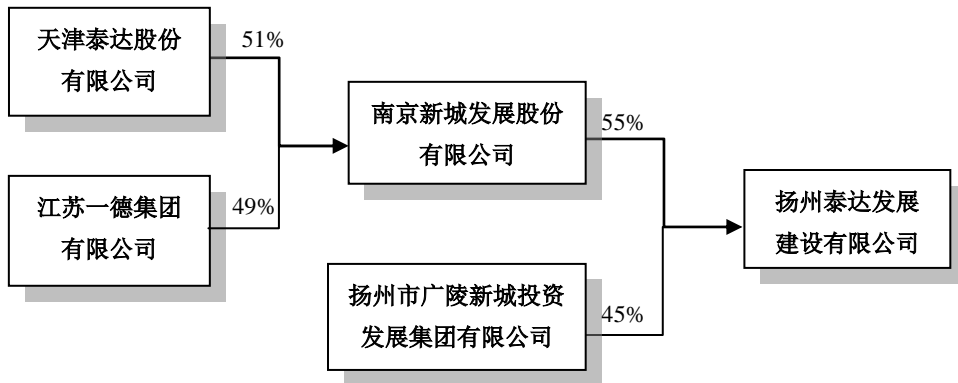 天津泰达股份
有限公司
51%
江苏一德集团
有限公司
49%
南京新城发展股份
有限公司
55%
扬州市广陵新城投资
发展集团有限公司
45%
扬州泰达发展
建设有限公司